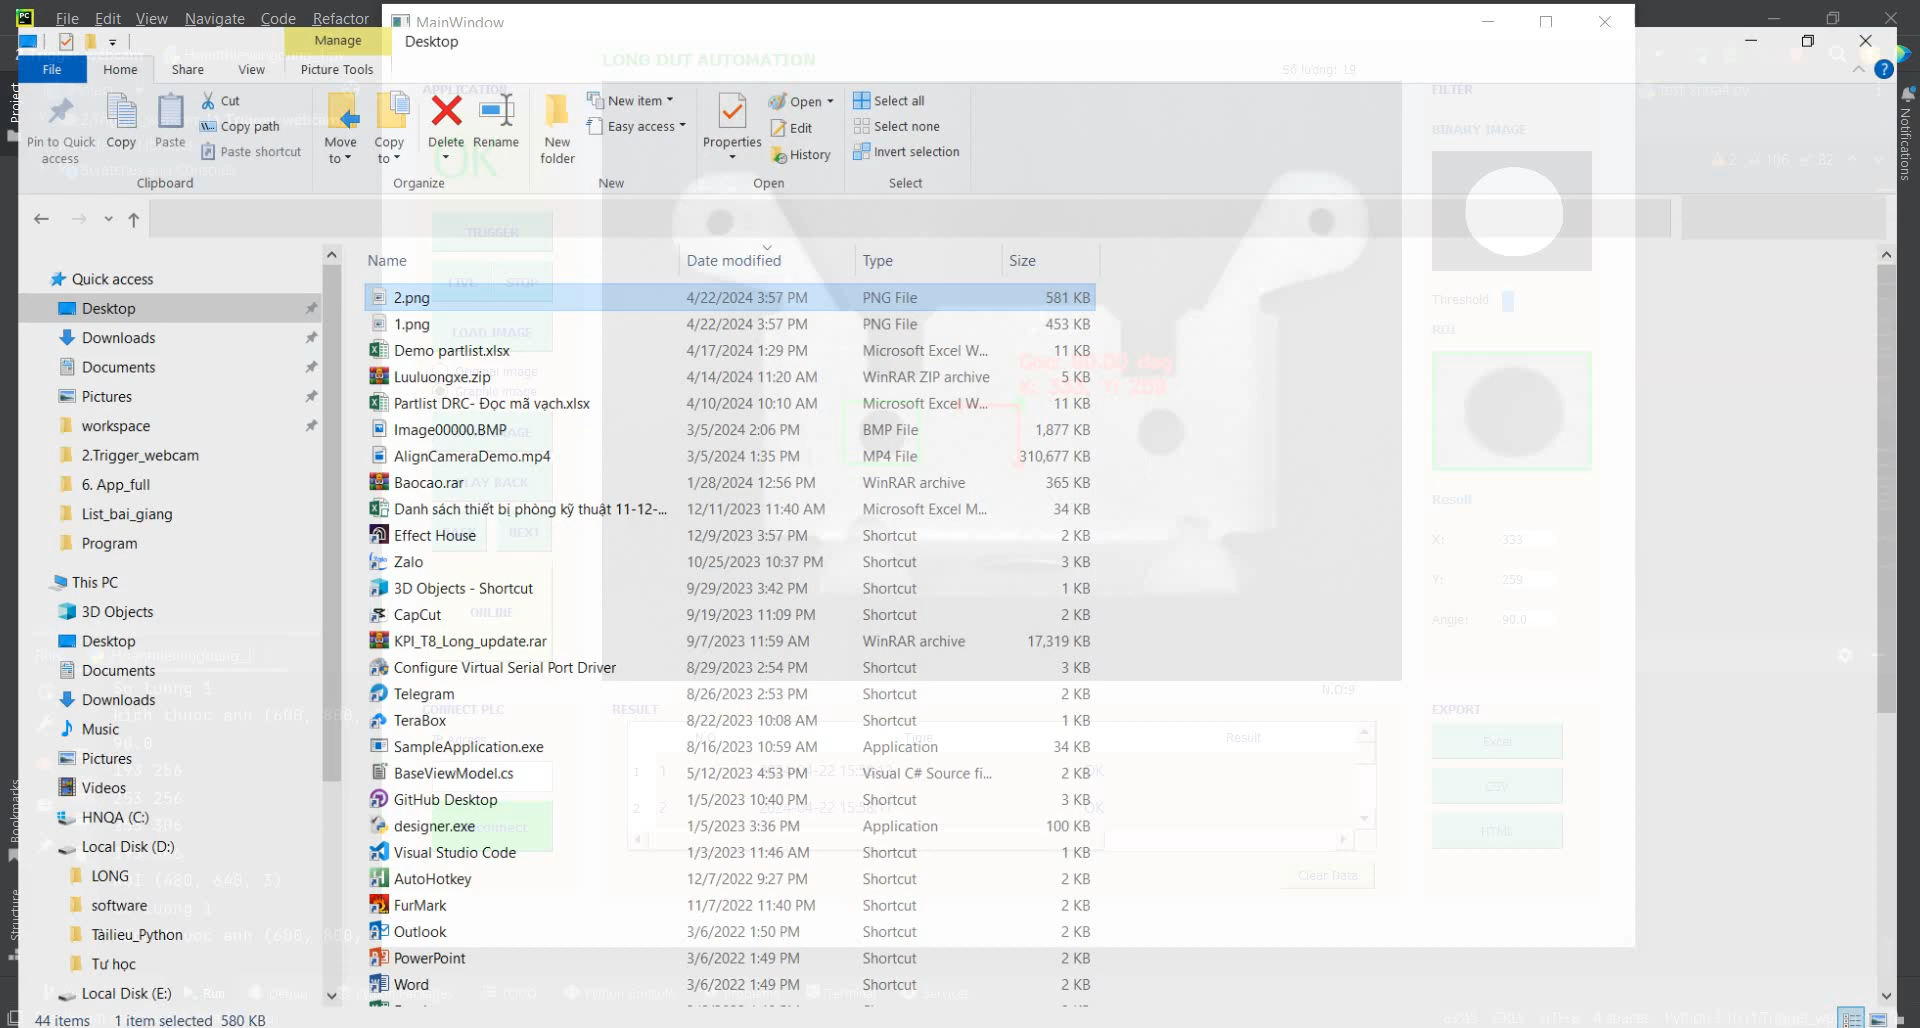 File Edit View Navigate Code Refactor
MainWindow
Manage
Desktop
File Home Share View Picture Tools
LONG DUT AUTOMATION
Số lượng: 19
APPLICATION
FILTER
BINARY IMAGE
Threshold
ROI
Pin to Quick access
Copy
Paste
Cut
Copy path
Paste shortcut
Clipboard
Move to
Copy to
Delete
Rename
Organize
New folder
New item
Easy access
New
Properties
Open
Edit
History
Open
Select all
Select none
Invert selection
Select
OK
TRIGGER
LIVE STOP
LOAD IMAGE
Name Date modified Type Size
2.png 4/22/2024 3:57 PM PNG File 581 KB
1.png 4/22/2024 3:57 PM PNG File 453 KB
Demo partlist.xlsx 4/17/2024 1:29 PM Microsoft Excel W... 11 KB
Luuluongxe.zip 4/14/2024 11:20 AM WinRAR ZIP archive 5 KB
Partlist DRC- Đọc mã vạch.xlsx 4/10/2024 10:10 AM Microsoft Excel W... 11 KB
Image00000.BMP 3/5/2024 2:06 PM BMP File 1,877 KB
AlignCameraDemo.mp4 3/5/2024 1:35 PM MP4 File 310,677 KB
Baocao.rar 1/28/2024 12:56 PM WinRAR archive 365 KB
Danh sách thiết bị phòng kỹ thuật 11-12-... 12/11/2023 11:40 AM Microsoft Excel M... 34 KB
Effect House 12/9/2023 3:57 PM Shortcut 2 KB
Zalo 10/25/2023 10:37 PM Shortcut 3 KB
3D Objects - Shortcut 9/29/2023 3:42 PM Shortcut 1 KB
CapCut 9/19/2023 11:09 PM Shortcut 2 KB
KPI_T8_Long_update.rar 9/7/2023 11:59 AM WinRAR archive 17,319 KB
Configure Virtual Serial Port Driver 8/29/2023 2:54 PM Shortcut 3 KB
Telegram 8/26/2023 2:53 PM Shortcut 2 KB
TeraBox 8/22/2023 10:08 AM Shortcut 1 KB
SampleApplication.exe 8/16/2023 10:59 AM Application 34 KB
BaseViewModel.cs 5/12/2023 4:53 PM Visual C# Source fi... 2 KB
GitHub Desktop 1/5/2023 10:40 PM Shortcut 3 KB
designer.exe 1/5/2023 3:36 PM Application 100 KB
Visual Studio Code 1/3/2023 11:46 AM Shortcut 1 KB
AutoHotkey 12/7/2022 9:27 PM Shortcut 2 KB
FurMark 11/7/2022 11:40 PM Shortcut 2 KB
Outlook 3/6/2022 1:50 PM Shortcut 2 KB
PowerPoint 3/6/2022 1:49 PM Shortcut 2 KB
Word 3/6/2022 1:49 PM Shortcut 2 KB
Quick access
Desktop
Downloads
Documents
Pictures
workspace
2.Trigger_webcam
6. App_full
List_bai_giang
Program
This PC
3D Objects
Desktop
Documents
Downloads
Music
Pictures
Videos
HNQA (C:)
Local Disk (D:)
LONG
software
Tàilieu_Python
Tư học
Local Disk (E:)
44 items 1 item selected 580 KB
Result
X: 333
Y: 259
Angle: 90.0
N.O:9
CONNECT PLC
RESULT
Time
Result
EXPORT
Excel
CSV
HTML
Clear Data
NEXT
ONLINE
Project
Bookmarks
Structure
Notifications